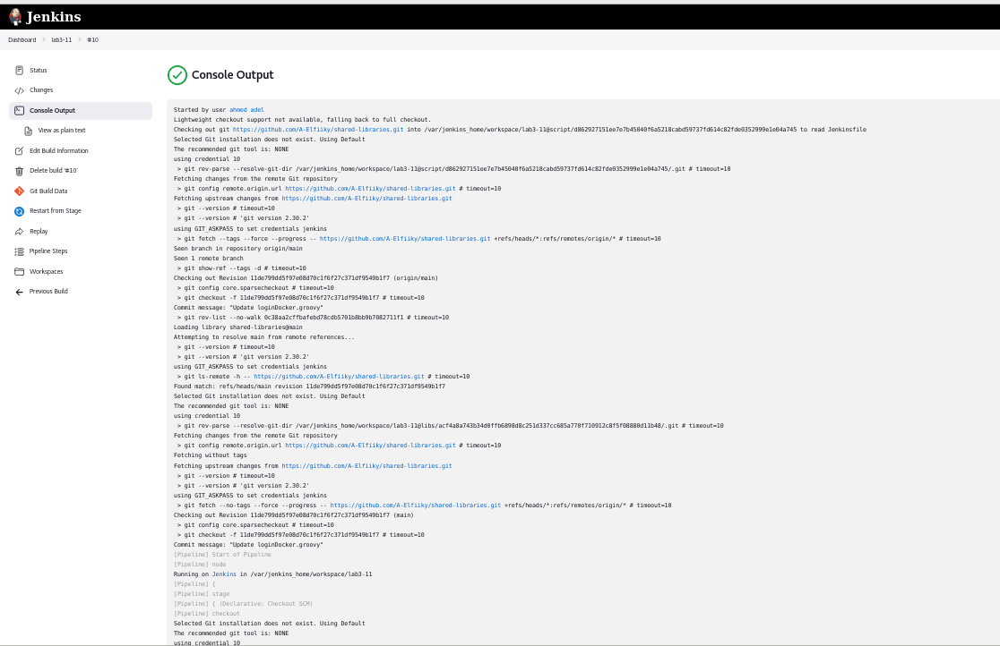 Jenkins
Dashboard
lab3-11
#10
Status
Changes
Console Output
View as plain text
Edit Build Information
Delete build '#10'
Git Build Data
Restart from Stage
Replay
Pipeline Steps
Workspaces
Previous Build
Console Output
Started by user ahmed adel
Lightweight checkout support not available, falling back to full checkout.
Checking out git https://github.com/A-Elfiiky/shared-libraries.git into /var/jenkins_home/workspace/lab3-11@script/d862927151ee7e7b45040f6a5218cabd59737fd614c82fde0352999e1e04a745 to read Jenkinsfile
Selected Git installation does not exist. Using Default
The recommended git tool is: NONE
using credential 10
> git rev-parse --resolve-git-dir /var/jenkins_home/workspace/lab3-11@script/d862927151ee7e7b45040f6a5218cabd59737fd614c82fde0352999e1e04a745/.git # timeout=10
Fetching changes from the remote Git repository
> git config remote.origin.url https://github.com/A-Elfiiky/shared-libraries.git # timeout=10
Fetching upstream changes from https://github.com/A-Elfiiky/shared-libraries.git
> git --version # timeout=10
> git --version # 'git version 2.30.2'
using GIT_ASKPASS to set credentials jenkins
> git fetch --tags --force --progress -- https://github.com/A-Elfiiky/shared-libraries.git +refs/heads/*:refs/remotes/origin/* # timeout=10
Seen branch in repository origin/main
Seen 1 remote branch
> git show-ref --tags -d # timeout=10
Checking out Revision 11de799dd5f97e08d70c1f6f27c371df9549b1f7 (origin/main)
> git config core.sparsecheckout # timeout=10
> git checkout -f 11de799dd5f97e08d70c1f6f27c371df9549b1f7 # timeout=10
Commit message: "Update loginDocker.groovy"
> git rev-list --no-walk 0c38aa2cffbafebd78cdb5701b8bb9b7082711f1 # timeout=10
Loading library shared-libraries@main
Attempting to resolve main from remote references...
> git --version # timeout=10
> git --version # 'git version 2.30.2'
using GIT_ASKPASS to set credentials jenkins
> git ls-remote -h -- https://github.com/A-Elfiiky/shared-libraries.git # timeout=10
Found match: refs/heads/main revision 11de799dd5f97e08d70c1f6f27c371df9549b1f7
Selected Git installation does not exist. Using Default
The recommended git tool is: NONE
using credential 10
> git rev-parse --resolve-git-dir /var/jenkins_home/workspace/lab3-11@libs/acf4a8a743b34d0ffb6898d8c251d337cc685a770f710912c8f5f08880d11b48/.git # timeout=10
Fetching changes from the remote Git repository
> git config remote.origin.url https://github.com/A-Elfiiky/shared-libraries.git # timeout=10
Fetching without tags
Fetching upstream changes from https://github.com/A-Elfiiky/shared-libraries.git
> git --version # timeout=10
> git --version # 'git version 2.30.2'
using GIT_ASKPASS to set credentials jenkins
> git fetch --no-tags --force --progress -- https://github.com/A-Elfiiky/shared-libraries.git +refs/heads/*:refs/remotes/origin/* # timeout=10
Checking out Revision 11de799dd5f97e08d70c1f6f27c371df9549b1f7 (main)
> git config core.sparsecheckout # timeout=10
> git checkout -f 11de799dd5f97e08d70c1f6f27c371df9549b1f7 # timeout=10
Commit message: "Update loginDocker.groovy"
[Pipeline] Start of Pipeline
[Pipeline] node
Running on Jenkins in /var/jenkins_home/workspace/lab3-11
[Pipeline] {
[Pipeline] stage
[Pipeline] { (Declarative: Checkout SCM)
[Pipeline] checkout
Selected Git installation does not exist. Using Default
The recommended git tool is: NONE
using credential 10